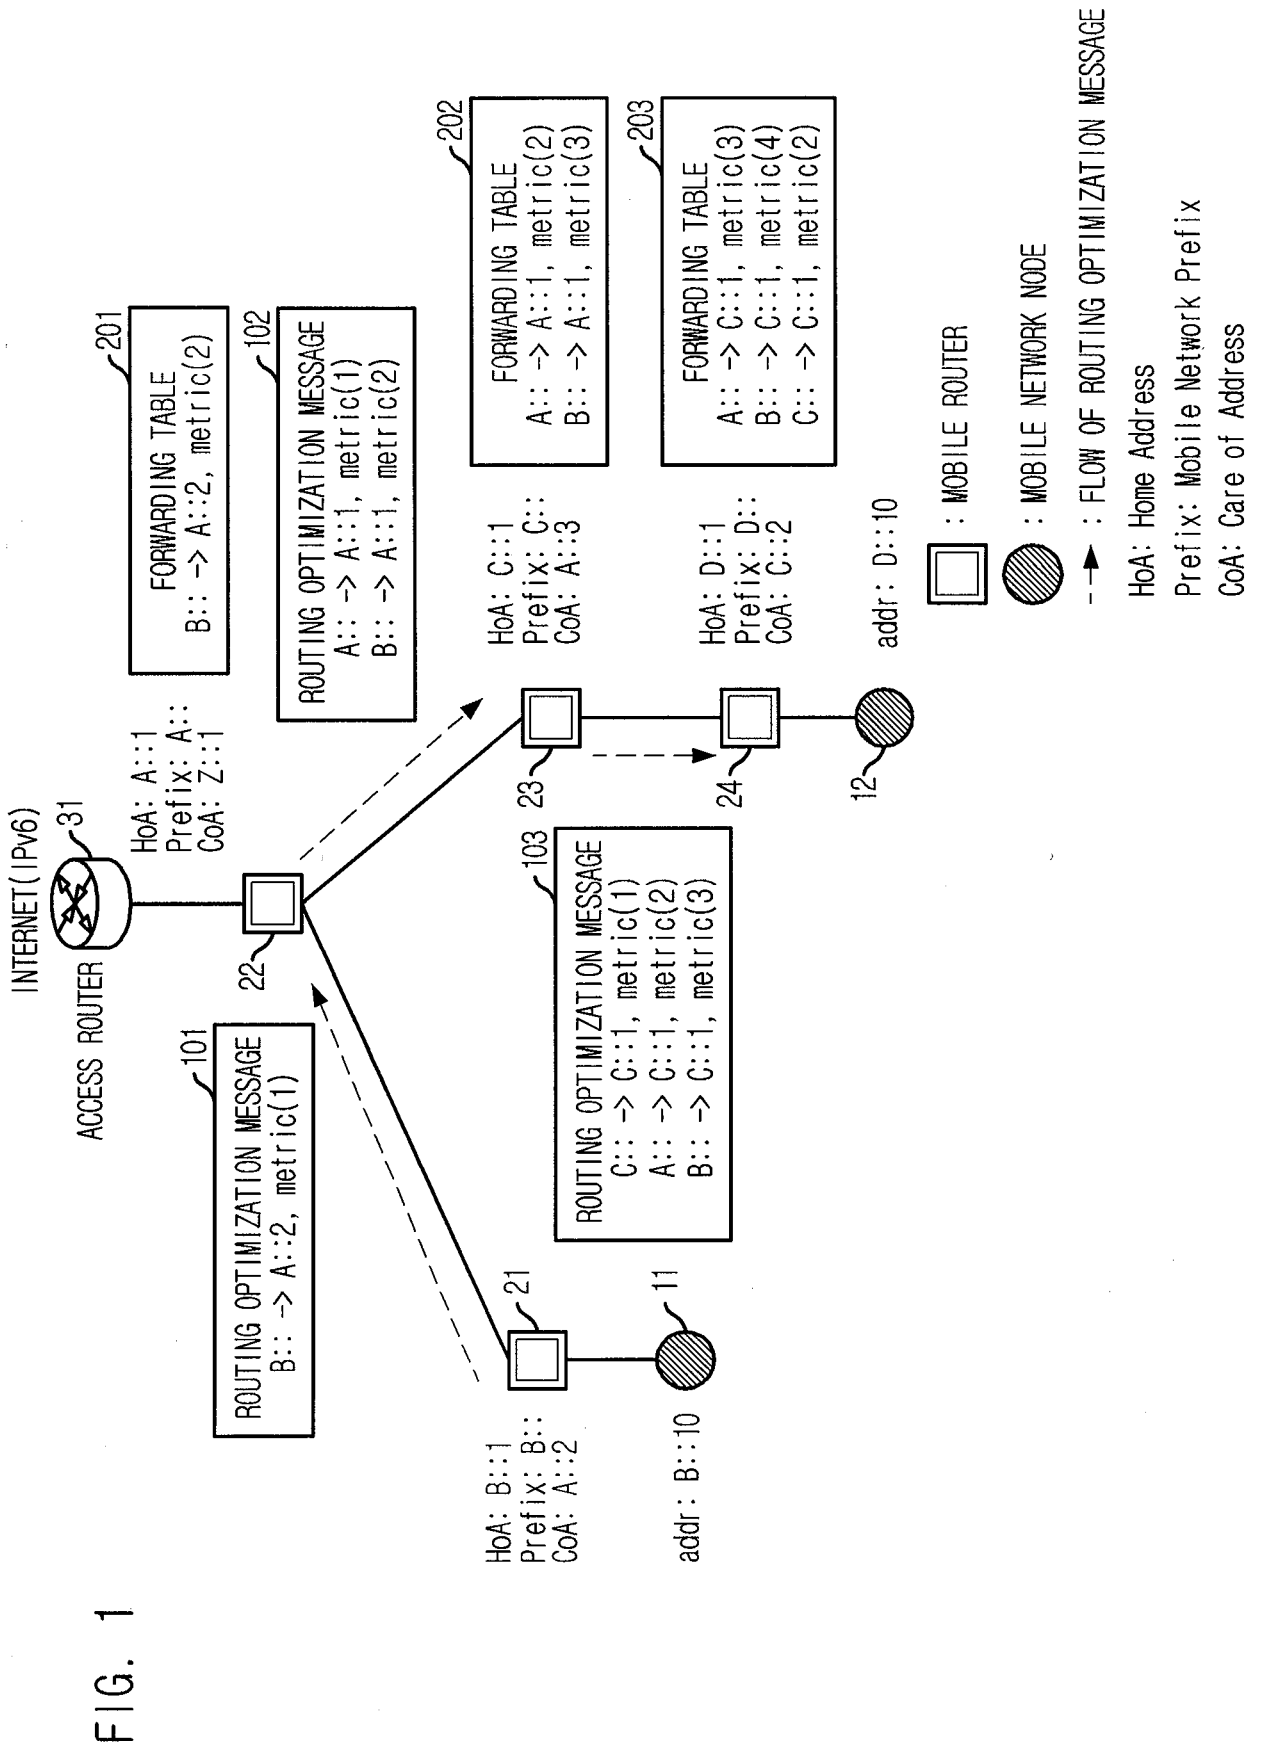 FIG. 1
INTERNET(IPv6)
ACCESS ROUTER
31
HoA: A::1
Prefix: A::
CoA: Z::1
201
FORWARDING TABLE
B:: -> A::2, metric(2)
101
ROUTING OPTIMIZATION MESSAGE
B:: -> A::2, metric(1)
22
102
ROUTING OPTIMIZATION MESSAGE
A:: -> A::1, metric(1)
B:: -> A::1, metric(2)
HoA: B::1
Prefix: B::
CoA: A::2
21
23
HoA: C::1
Prefix: C::
CoA: A::3
202
FORWARDING TABLE
A:: -> A::1, metric(2)
B:: -> A::1, metric(3)
103
ROUTING OPTIMIZATION MESSAGE
C:: -> C::1, metric(1)
A:: -> C::1, metric(2)
B:: -> C::1, metric(3)
addr: B::10
11
24
HoA: D::1
Prefix: D::
CoA: C::2
203
FORWARDING TABLE
A:: -> C::1, metric(3)
B:: -> C::1, metric(4)
C:: -> C::1, metric(2)
12
addr: D::10
: MOBILE ROUTER
: MOBILE NETWORK NODE
: FLOW OF ROUTING OPTIMIZATION MESSAGE
HoA: Home Address
Prefix: Mobile Network Prefix
CoA: Care of Address